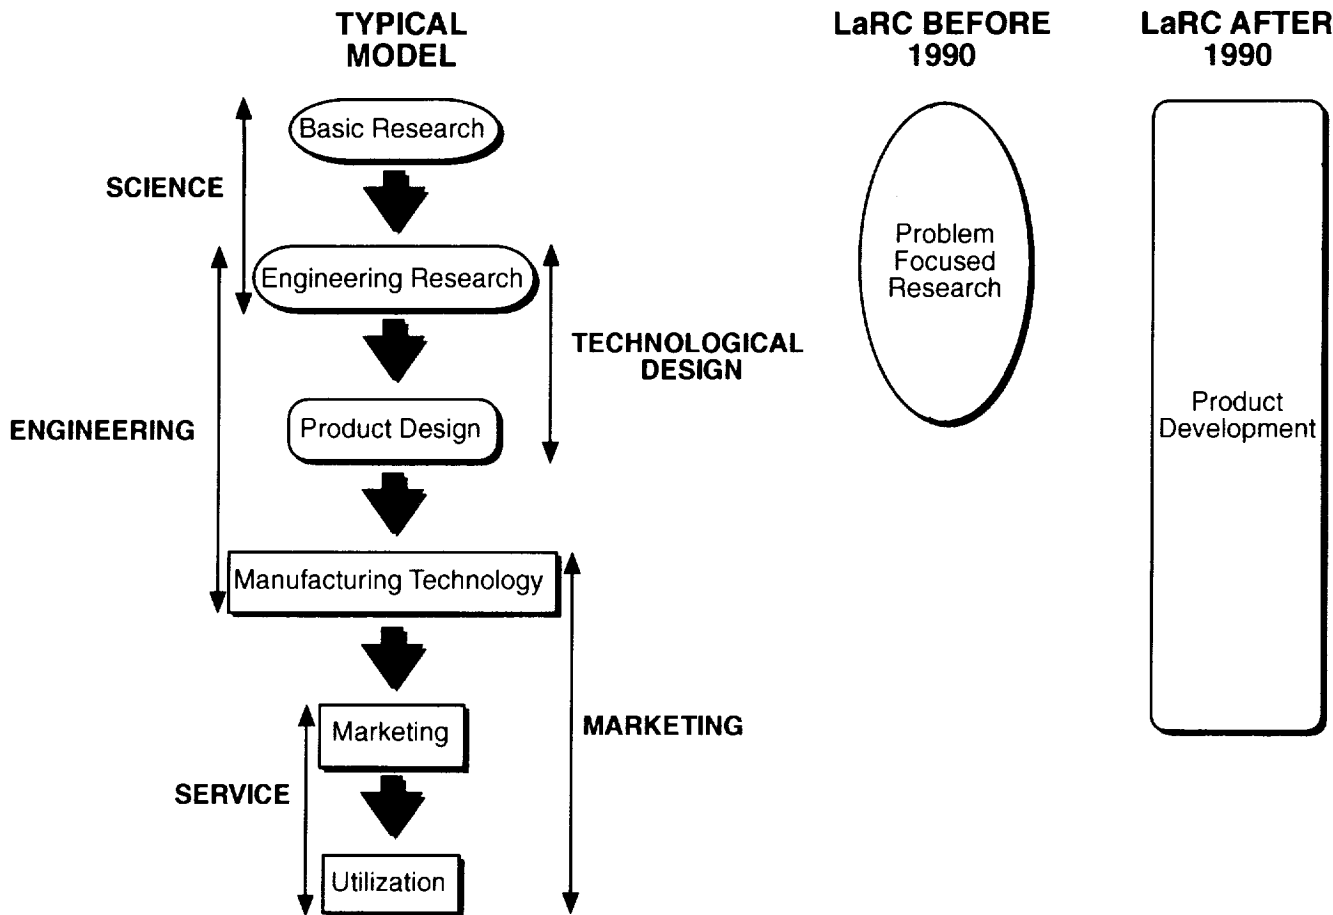 TYPICAL
MODEL
LaRC BEFORE
1990
LaRC AFTER
1990
Basic Research
SCIENCE
Engineering Research
Problem
Focused
Research
TECHNOLOGICAL
DESIGN
ENGINEERING
Product Design
Product
Development
Manufacturing Technology
Marketing
MARKETING
SERVICE
Utilization